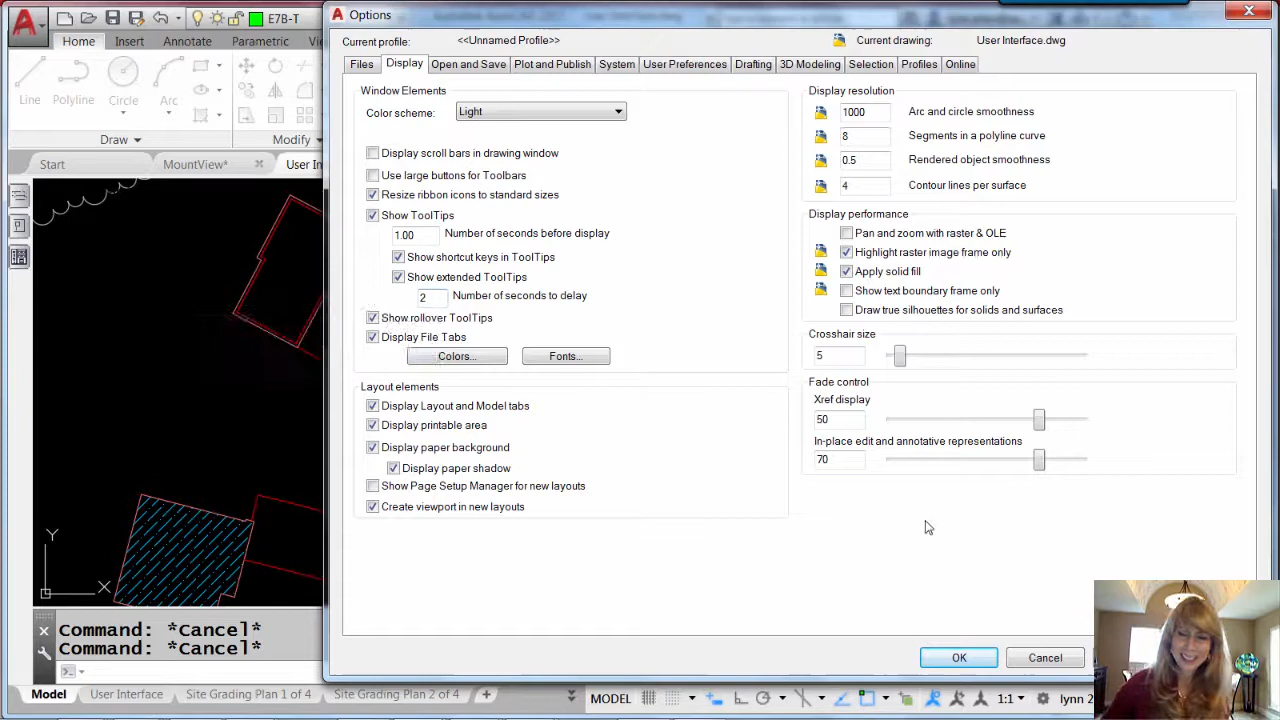 E7B-T
Options
Home Insert Annotate Parametric
Current profile: <<Unnamed Profile>> Current drawing: User Interface.dwg
Files Display Open and Save Plot and Publish System User Preferences Drafting 3D Modeling Selection Profiles Online
Line Polyline Circle Arc
Draw Modify
Start MountView* User In
Window Elements
Color scheme: Light
Display scroll bars in drawing window
Use large buttons for Toolbars
Resize ribbon icons to standard sizes
Show ToolTips
1.00 Number of seconds before display
Show shortcut keys in ToolTips
Show extended ToolTips
2 Number of seconds to delay
Show rollover ToolTips
Display File Tabs
Colors... Fonts...
Layout elements
Display Layout and Model tabs
Display printable area
Display paper background
Display paper shadow
Show Page Setup Manager for new layouts
Create viewport in new layouts
Display resolution
1000 Arc and circle smoothness
8 Segments in a polyline curve
0.5 Rendered object smoothness
4 Contour lines per surface
Display performance
Pan and zoom with raster & OLE
Highlight raster image frame only
Apply solid fill
Show text boundary frame only
Draw true silhouettes for solids and surfaces
Crosshair size
5
Fade control
Xref display
50
In-place edit and annotative representations
70
OK Cancel
Y
X
Command: *Cancel*
Command: *Cancel*
Model User Interface Site Grading Plan 1 of 4 Site Grading Plan 2 of 4 +
MODEL 1:1 lynn 2